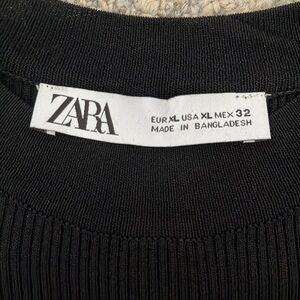 ZARA
EUR XL USA XL MEX 32
MADE IN BANGLADESH